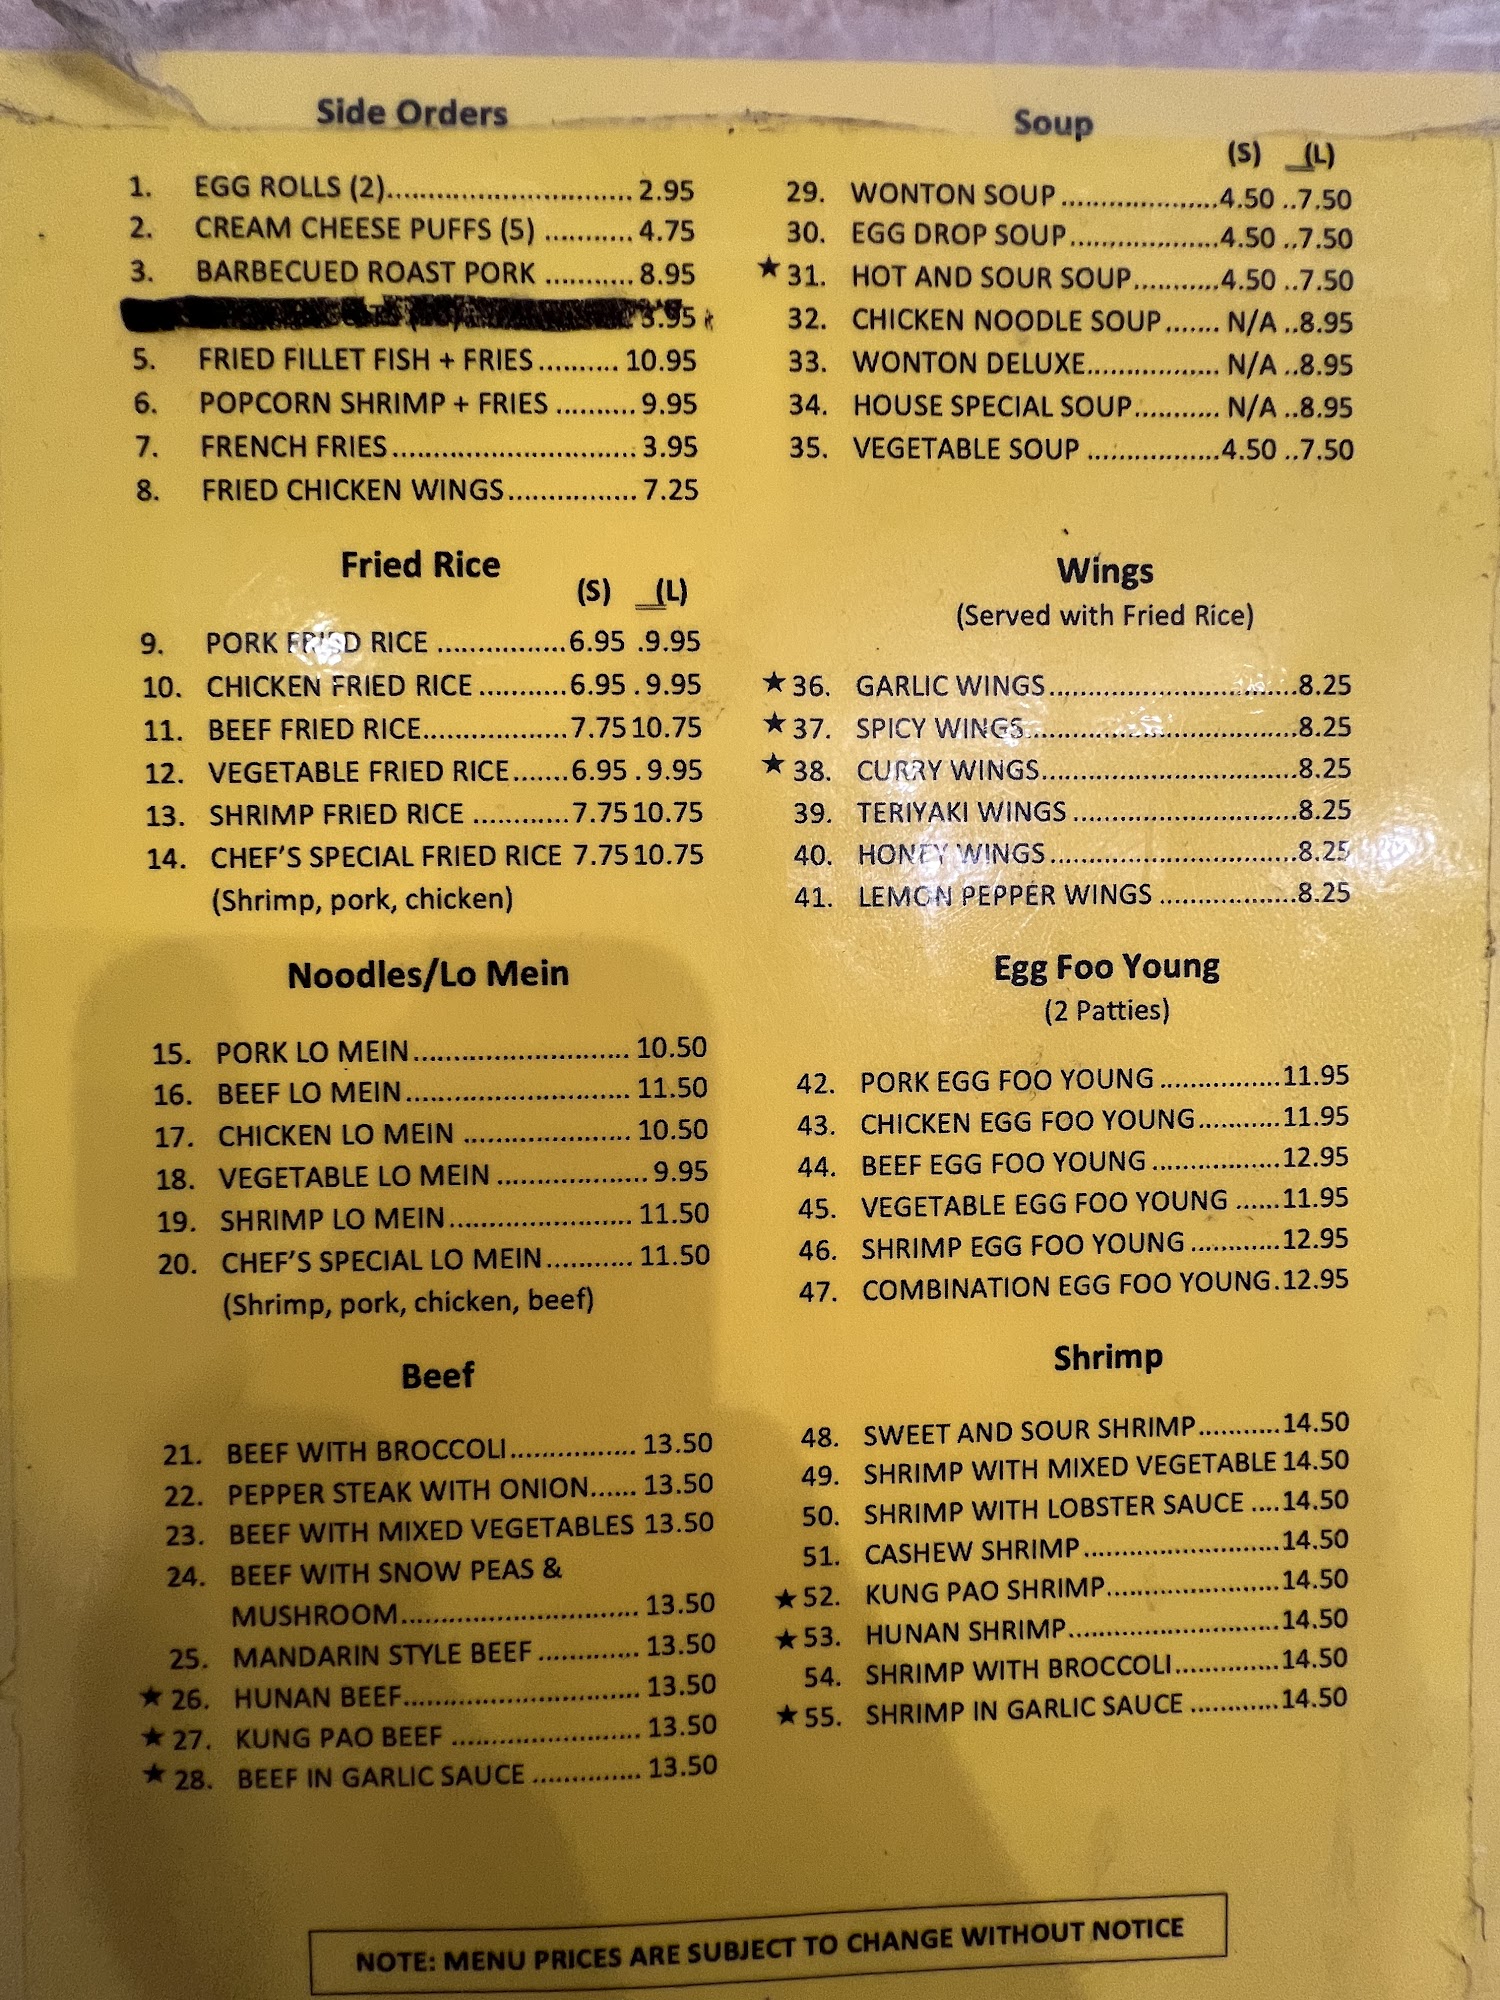 Side Orders
1. EGG ROLLS (2)............................. 2.95
2. CREAM CHEESE PUFFS (5) ........... 4.75
3. BARBECUED ROAST PORK ........... 8.95
3.95
5. FRIED FILLET FISH + FRIES.......... 10.95
6. POPCORN SHRIMP + FRIES .......... 9.95
7. FRENCH FRIES.............................. 3.95
8. FRIED CHICKEN WINGS................ 7.25
Fried Rice
(S) (L)
9. PORK FRIED RICE ................6.95 .9.95
10. CHICKEN FRIED RICE ...........6.95 .9.95
11. BEEF FRIED RICE..................7.75 10.75
12. VEGETABLE FRIED RICE.......6.95 .9.95
13. SHRIMP FRIED RICE ............7.75 10.75
14. CHEF'S SPECIAL FRIED RICE 7.75 10.75
(Shrimp, pork, chicken)
Noodles/Lo Mein
15. PORK LO MEIN........................... 10.50
16. BEEF LO MEIN............................ 11.50
17. CHICKEN LO MEIN ..................... 10.50
18. VEGETABLE LO MEIN ................... 9.95
19. SHRIMP LO MEIN....................... 11.50
20. CHEF'S SPECIAL LO MEIN........... 11.50
(Shrimp, pork, chicken, beef)
Beef
21. BEEF WITH BROCCOLI................ 13.50
22. PEPPER STEAK WITH ONION...... 13.50
23. BEEF WITH MIXED VEGETABLES 13.50
24. BEEF WITH SNOW PEAS &
MUSHROOM.............................. 13.50
25. MANDARIN STYLE BEEF ............. 13.50
★ 26. HUNAN BEEF.............................. 13.50
★ 27. KUNG PAO BEEF ........................ 13.50
★ 28. BEEF IN GARLIC SAUCE .............. 13.50
Soup
(S) (L)
29. WONTON SOUP ....................4.50 ..7.50
30. EGG DROP SOUP...................4.50 ..7.50
★ 31. HOT AND SOUR SOUP...........4.50 ..7.50
32. CHICKEN NOODLE SOUP....... N/A ..8.95
33. WONTON DELUXE................. N/A ..8.95
34. HOUSE SPECIAL SOUP........... N/A ..8.95
35. VEGETABLE SOUP .................4.50 ..7.50
Wings
(Served with Fried Rice)
★ 36. GARLIC WINGS................................8.25
★ 37. SPICY WINGS...................................8.25
★ 38. CURRY WINGS.................................8.25
39. TERIYAKI WINGS .............................8.25
40. HONEY WINGS................................8.25
41. LEMON PEPPER WINGS ..................8.25
Egg Foo Young
(2 Patties)
42. PORK EGG FOO YOUNG ................11.95
43. CHICKEN EGG FOO YOUNG...........11.95
44. BEEF EGG FOO YOUNG .................12.95
45. VEGETABLE EGG FOO YOUNG ......11.95
46. SHRIMP EGG FOO YOUNG ............12.95
47. COMBINATION EGG FOO YOUNG.12.95
Shrimp
48. SWEET AND SOUR SHRIMP...........14.50
49. SHRIMP WITH MIXED VEGETABLE 14.50
50. SHRIMP WITH LOBSTER SAUCE ....14.50
51. CASHEW SHRIMP..........................14.50
★ 52. KUNG PAO SHRIMP.......................14.50
★ 53. HUNAN SHRIMP............................14.50
54. SHRIMP WITH BROCCOLI..............14.50
★ 55. SHRIMP IN GARLIC SAUCE ............14.50
NOTE: MENU PRICES ARE SUBJECT TO CHANGE WITHOUT NOTICE